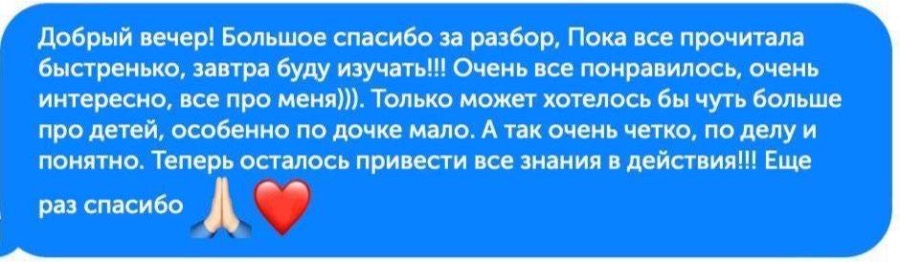 Добрый вечер! Большое спасибо за разбор, Пока все прочитала
быстренько, завтра буду изучать!!! Очень все понравилось, очень
интересно, все про меня))). Только может хотелось бы чуть больше
про детей, особенно по дочке мало. А так очень четко, по делу и
понятно. Теперь осталось привести все знания в действия!!! Еще
раз спасибо 🙏🏻❤️